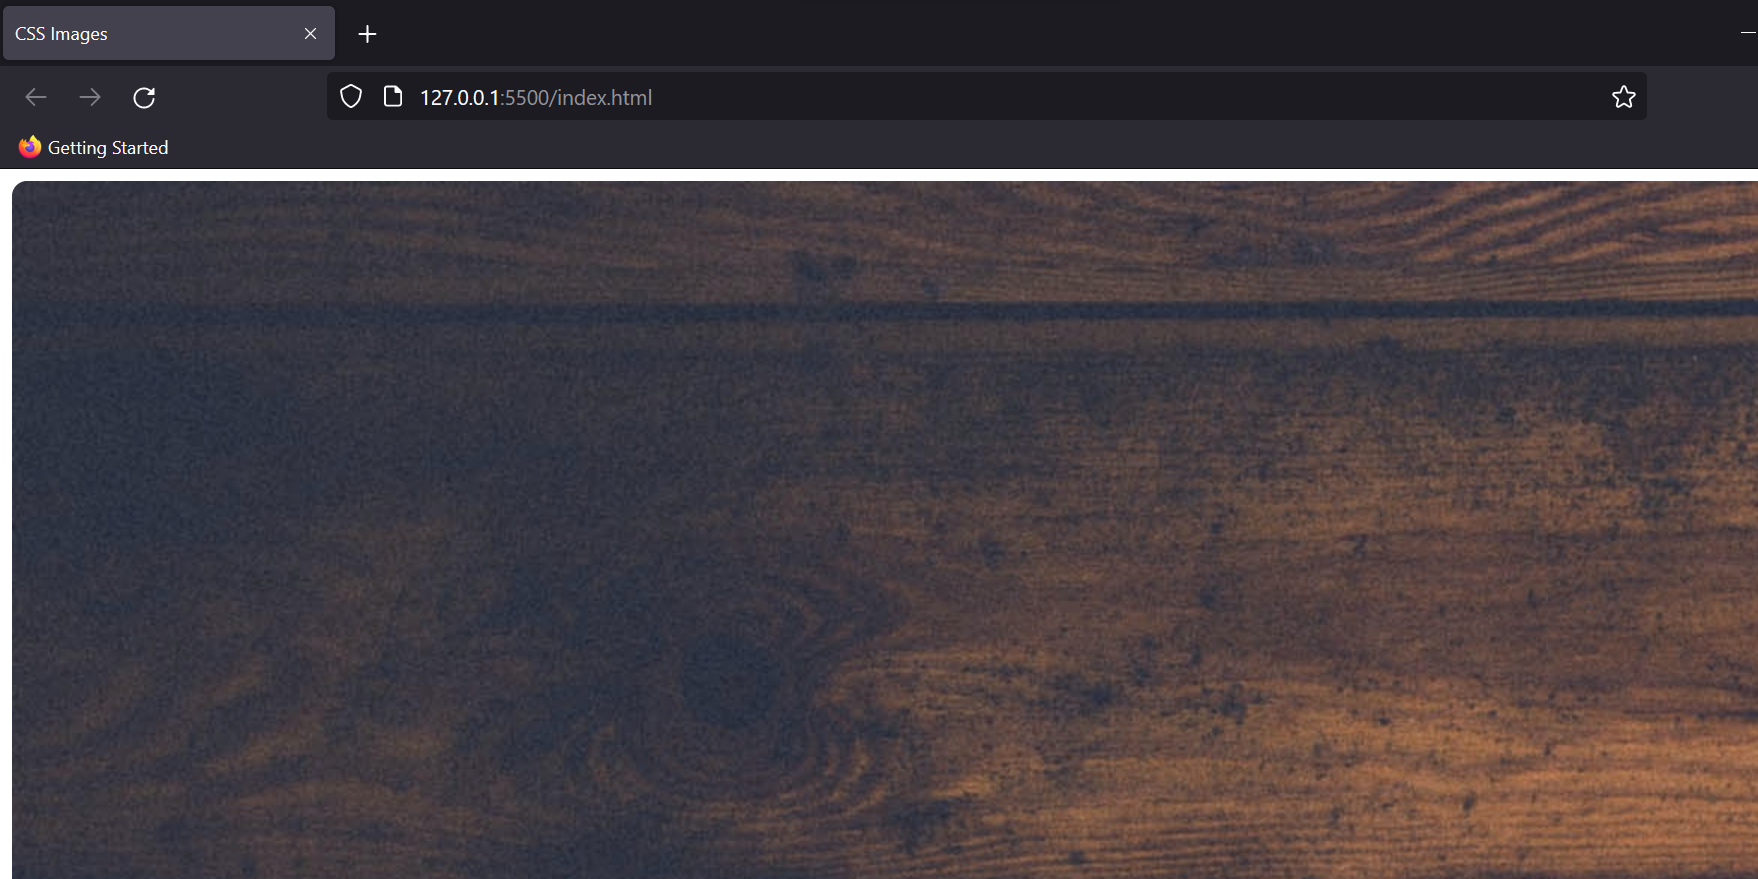 CSS Images
127.0.0.1:5500/index.html
Getting Started